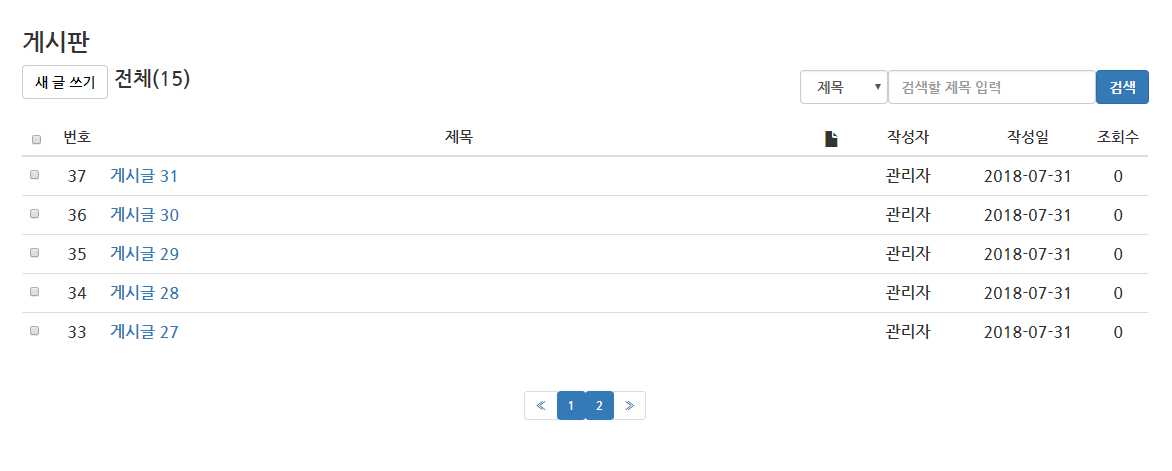 게시판
새 글 쓰기 전체(15) 제목 검색할 제목 입력 검색
번호 제목 작성자 작성일 조회수
37 게시글 31 관리자 2018-07-31 0
36 게시글 30 관리자 2018-07-31 0
35 게시글 29 관리자 2018-07-31 0
34 게시글 28 관리자 2018-07-31 0
33 게시글 27 관리자 2018-07-31 0
≪ 1 2 ≫